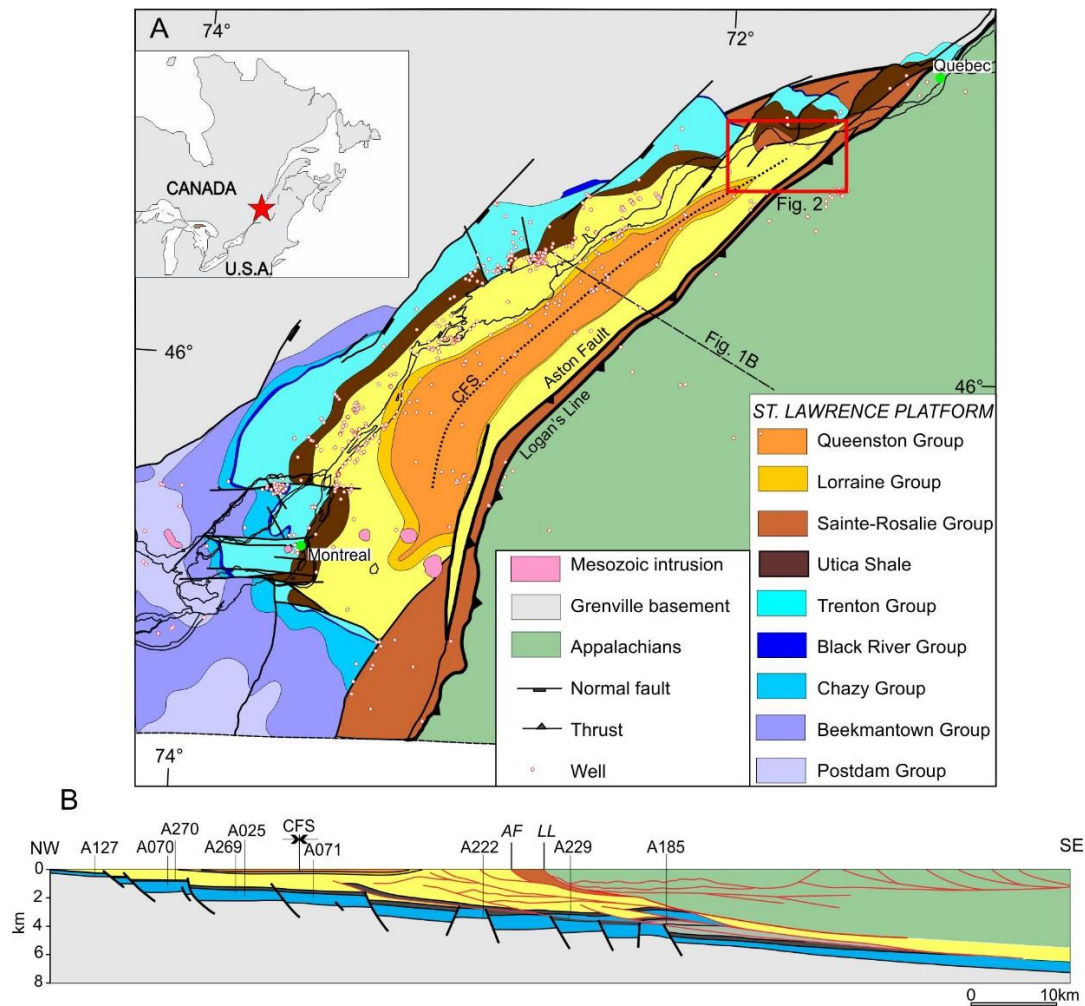 A
74°
72°
Quebec
CANADA
U.S.A.
Fig. 2
46°
Fig. 1B
CFS
Aston Fault
Logan's Line
46°
Montreal
ST. LAWRENCE PLATFORM
Queenston Group
Lorraine Group
Sainte-Rosalie Group
Utica Shale
Trenton Group
Black River Group
Chazy Group
Beekmantown Group
Postdam Group
Mesozoic intrusion
Grenville basement
Appalachians
Normal fault
Thrust
Well
74°
B
NW
A127
A070
A270
A269
A025
CFS
A071
A222
AF
LL
A229
A185
SE
0
2
4
6
8
km
0 10km